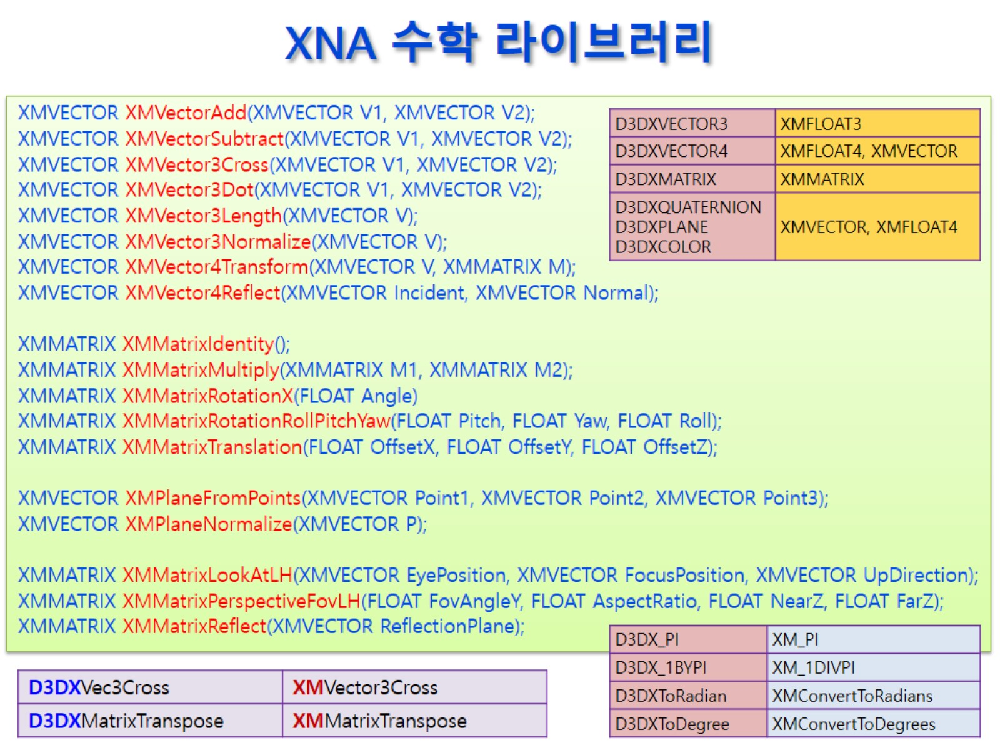 XNA 수학 라이브러리
XMVECTOR XMVectorAdd(XMVECTOR V1, XMVECTOR V2);
XMVECTOR XMVectorSubtract(XMVECTOR V1, XMVECTOR V2);
XMVECTOR XMVector3Cross(XMVECTOR V1, XMVECTOR V2);
XMVECTOR XMVector3Dot(XMVECTOR V1, XMVECTOR V2);
XMVECTOR XMVector3Length(XMVECTOR V);
XMVECTOR XMVector3Normalize(XMVECTOR V);
XMVECTOR XMVector4Transform(XMVECTOR V, XMMATRIX M);
XMVECTOR XMVector4Reflect(XMVECTOR Incident, XMVECTOR Normal);
D3DXVECTOR3 XMFLOAT3
D3DXVECTOR4 XMFLOAT4, XMVECTOR
D3DXMATRIX XMMATRIX
D3DXQUATERNION
D3DXPLANE XMVECTOR, XMFLOAT4
D3DXCOLOR
XMMATRIX XMMatrixIdentity();
XMMATRIX XMMatrixMultiply(XMMATRIX M1, XMMATRIX M2);
XMMATRIX XMMatrixRotationX(FLOAT Angle)
XMMATRIX XMMatrixRotationRollPitchYaw(FLOAT Pitch, FLOAT Yaw, FLOAT Roll);
XMMATRIX XMMatrixTranslation(FLOAT OffsetX, FLOAT OffsetY, FLOAT OffsetZ);
XMVECTOR XMPlaneFromPoints(XMVECTOR Point1, XMVECTOR Point2, XMVECTOR Point3);
XMVECTOR XMPlaneNormalize(XMVECTOR P);
XMMATRIX XMMatrixLookAtLH(XMVECTOR EyePosition, XMVECTOR FocusPosition, XMVECTOR UpDirection);
XMMATRIX XMMatrixPerspectiveFovLH(FLOAT FovAngleY, FLOAT AspectRatio, FLOAT NearZ, FLOAT FarZ);
XMMATRIX XMMatrixReflect(XMVECTOR ReflectionPlane);
D3DXVec3Cross XMVector3Cross
D3DXMatrixTranspose XMMatrixTranspose
D3DX_PI XM_PI
D3DX_1BYPI XM_1DIVPI
D3DXToRadian XMConvertToRadians
D3DXToDegree XMConvertToDegrees